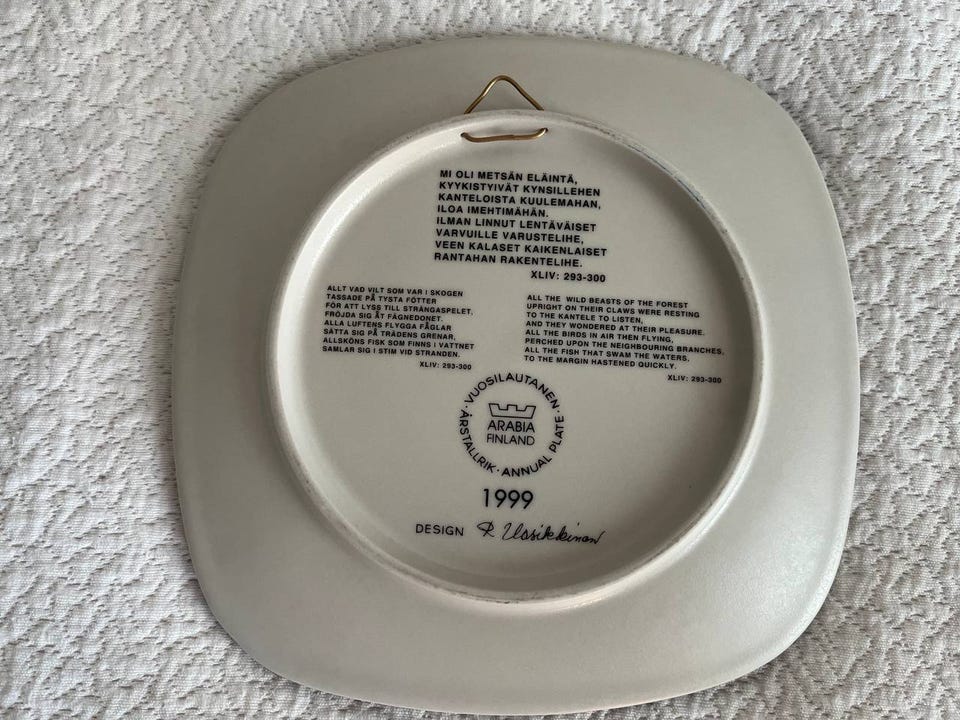 MI OLI METSÄN ELÄINTÄ,
KYYKISTYIVÄT KYNSILLEHEN
KANTELOISTA KUULEMAHAN,
ILOA IMEHTIMÄHÄN.
ILMAN LINNUT LENTÄVÄISET
VARVUILLE VARUSTELIHE,
VEEN KALASET KAIKENLAISET
RANTAHAN RAKENTELIHE.
XLIV: 293-300
ALLT VAD VILT SOM VAR I SKOGEN
TASSADE PÅ TYSTA FÖTTER
FÖR ATT LYSS TILL STRÄNGASPELET,
FRÖJDA SIG ÅT FÄGNEDONET.
ALLA LUFTENS FLYGGA FÅGLAR
SÄTTA SIG PÅ TRÄDENS GRENAR,
ALLSKÖNS FISK SOM FINNS I VATTNET
SAMLAR SIG I STIM VID STRANDEN.
XLIV: 293-300
ALL THE WILD BEASTS OF THE FOREST
UPRIGHT ON THEIR CLAWS WERE RESTING
TO THE KANTELE TO LISTEN,
AND THEY WONDERED AT THEIR PLEASURE.
ALL THE BIRDS IN AIR THEN FLYING,
PERCHED UPON THE NEIGHBOURING BRANCHES,
ALL THE FISH THAT SWAM THE WATERS,
TO THE MARGIN HASTENED QUICKLY.
XLIV: 293-300
· VUOSILAUTANEN · ANNUAL PLATE · ÅRSTALLRIK
ARABIA
FINLAND
1999
DESIGN R Uosikkinen